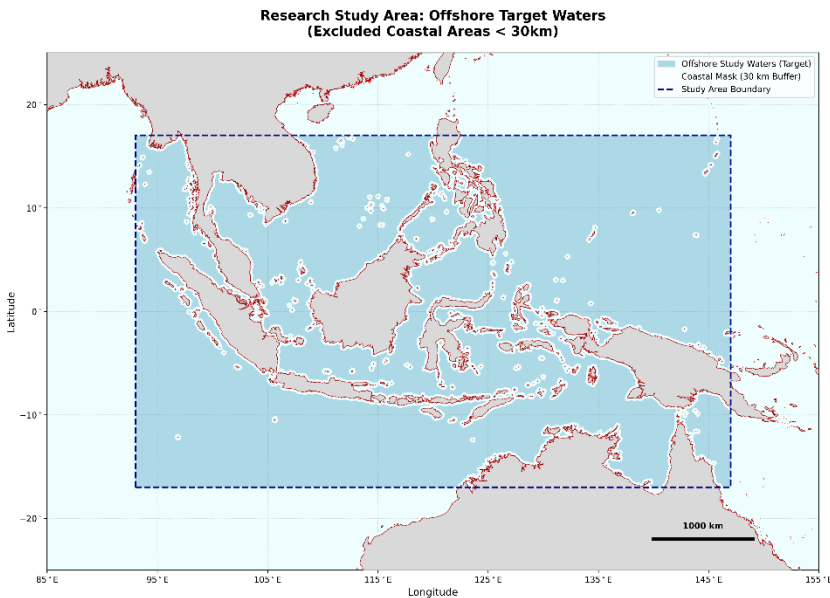 Research Study Area: Offshore Target Waters
(Excluded Coastal Areas < 30km)
Offshore Study Waters (Target)
Coastal Mask (30 km Buffer)
Study Area Boundary
20°
10°
0°
−10°
−20°
Latitude
1000 km
85°E 95°E 105°E 115°E 125°E 135°E 145°E 155°E
Longitude